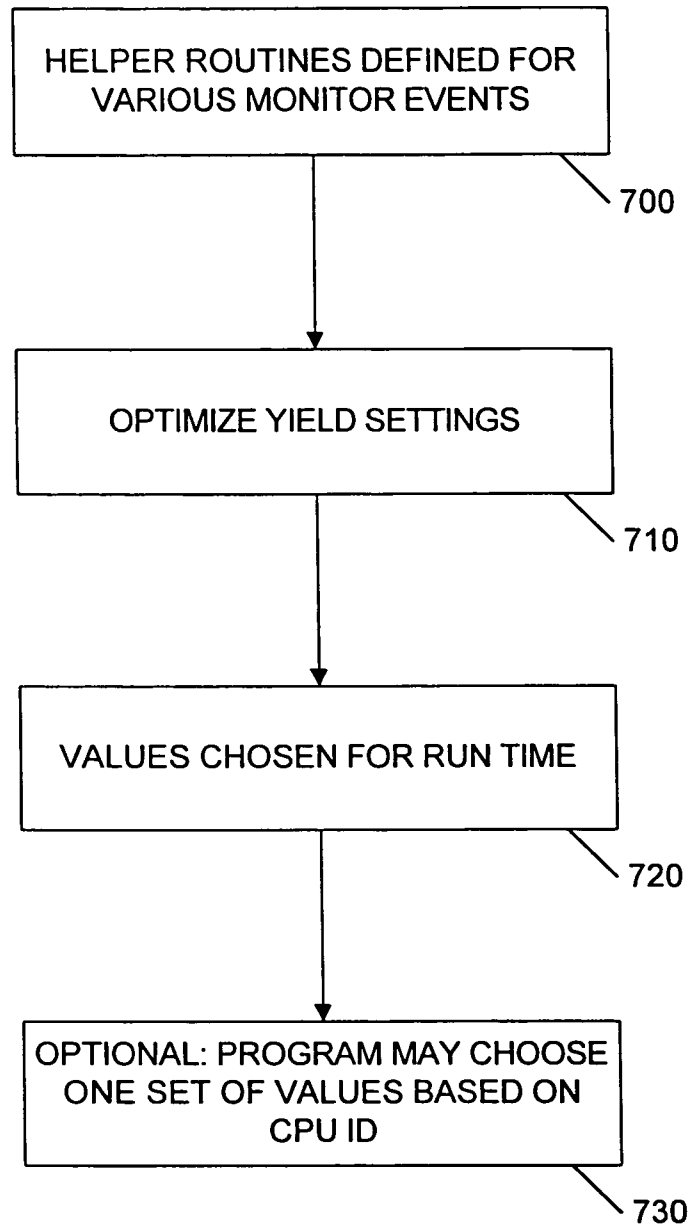 HELPER ROUTINES DEFINED FOR
VARIOUS MONITOR EVENTS
700
OPTIMIZE YIELD SETTINGS
710
VALUES CHOSEN FOR RUN TIME
720
OPTIONAL: PROGRAM MAY CHOOSE
ONE SET OF VALUES BASED ON
CPU ID
730